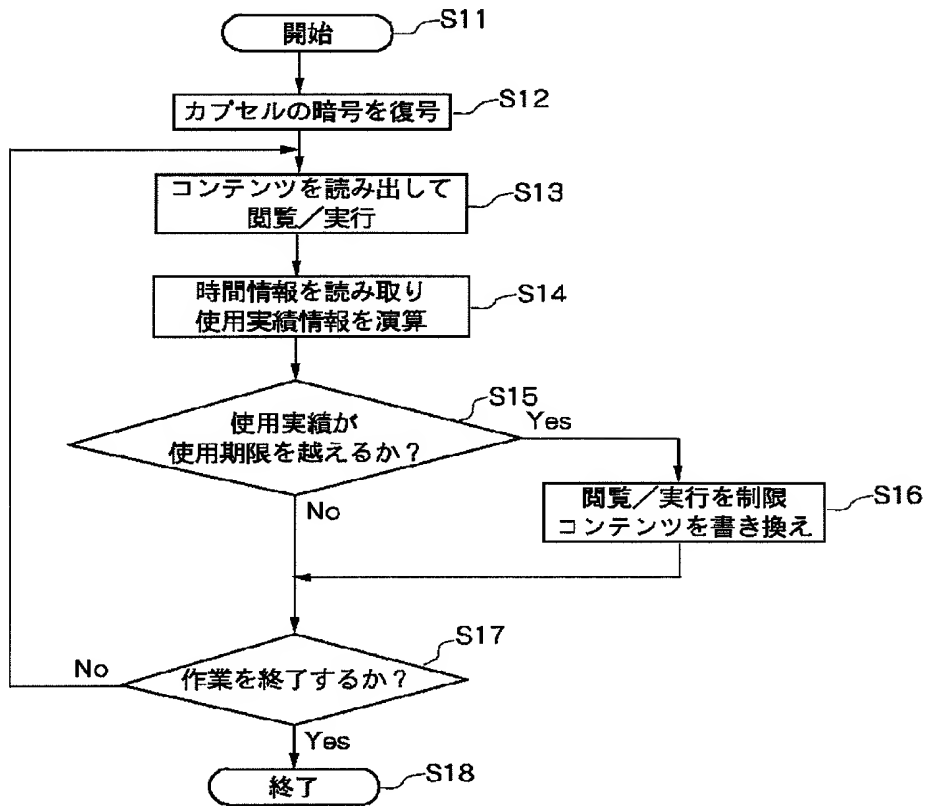 開始
S11
カプセルの暗号を復号
S12
コンテンツを読み出して
閲覧／実行
S13
時間情報を読み取り
使用実績情報を演算
S14
使用実績が
使用期限を越えるか？
S15
Yes
No
閲覧／実行を制限
コンテンツを書き換え
S16
作業を終了するか？
S17
No
Yes
終了
S18